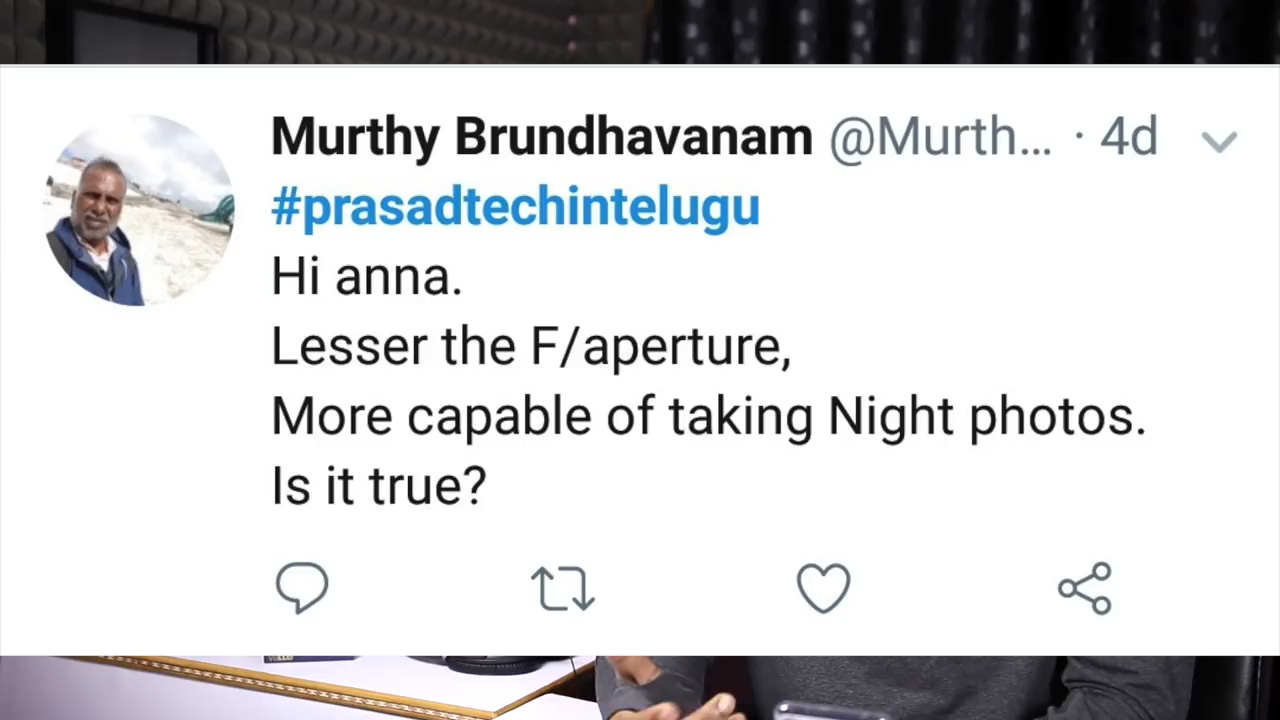 Murthy Brundhavanam @Murth... · 4d
#prasadtechintelugu
Hi anna.
Lesser the F/aperture,
More capable of taking Night photos.
Is it true?